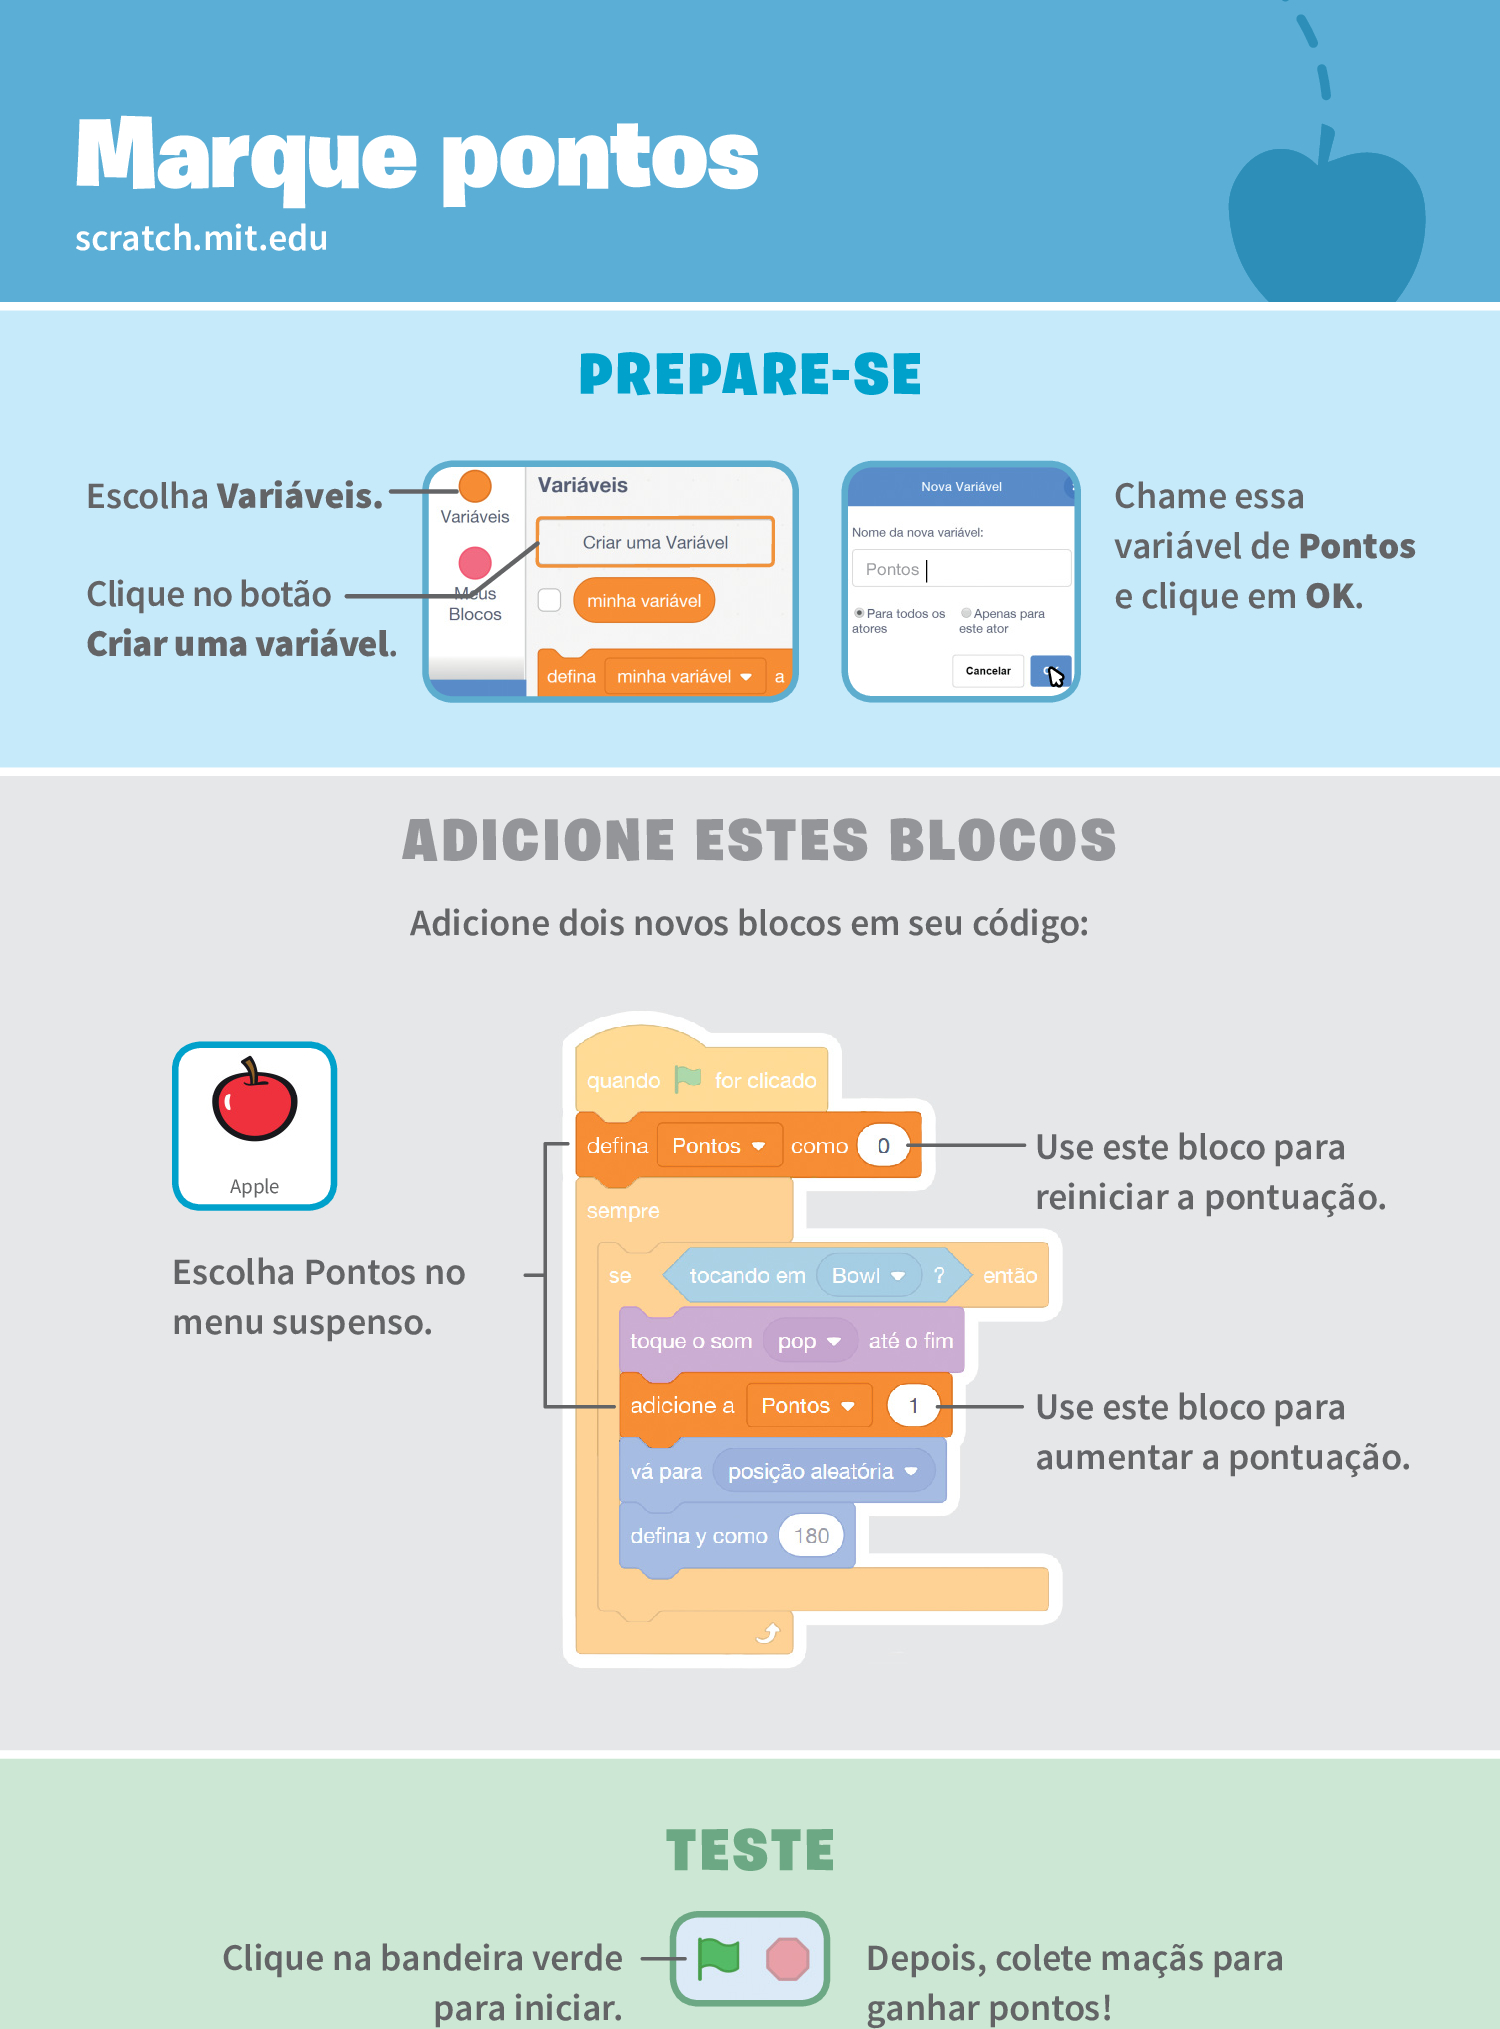 Marque pontos
scratch.mit.edu
PREPARE-SE
Escolha Variáveis.
Clique no botão
Criar uma variável.
Variáveis
Meus
Blocos
Variáveis
Criar uma Variável
minha variável
defina minha variável a
Nova Variável
Nome da nova variável:
Pontos
Para todos os atores
Apenas para este ator
Cancelar
Chame essa
variável de Pontos
e clique em OK.
ADICIONE ESTES BLOCOS
Adicione dois novos blocos em seu código:
Apple
Escolha Pontos no
menu suspenso.
quando for clicado
defina Pontos como 0
sempre
se tocando em Bowl ? então
toque o som pop até o fim
adicione a Pontos 1
vá para posição aleatória
defina y como 180
Use este bloco para
reiniciar a pontuação.
Use este bloco para
aumentar a pontuação.
TESTE
Clique na bandeira verde
para iniciar.
Depois, colete maçãs para
ganhar pontos!